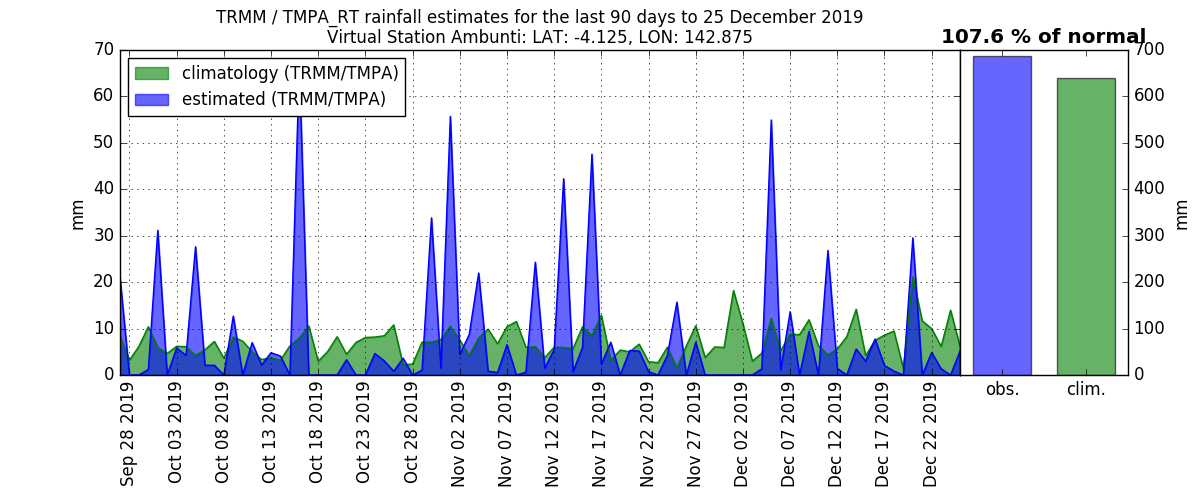 TRMM / TMPA_RT rainfall estimates for the last 90 days to 25 December 2019
Virtual Station Ambunti: LAT: -4.125, LON: 142.875
107.6 % of normal
climatology (TRMM/TMPA)
estimated (TRMM/TMPA)
mm
70
60
50
40
30
20
10
0
Sep 28 2019
Oct 03 2019
Oct 08 2019
Oct 13 2019
Oct 18 2019
Oct 23 2019
Oct 28 2019
Nov 02 2019
Nov 07 2019
Nov 12 2019
Nov 17 2019
Nov 22 2019
Nov 27 2019
Dec 02 2019
Dec 07 2019
Dec 12 2019
Dec 17 2019
Dec 22 2019
obs.
clim.
700
600
500
400
300
200
100
0
mm